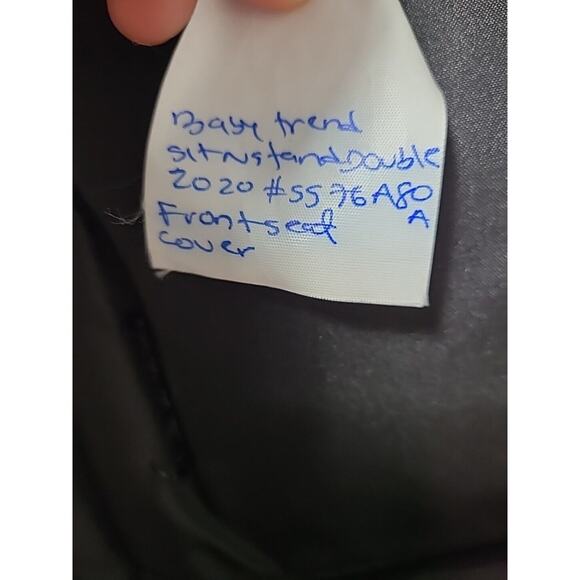 Baby trend
sitNstandDouble
2020 #SS76A80
A
Frontseat
cover